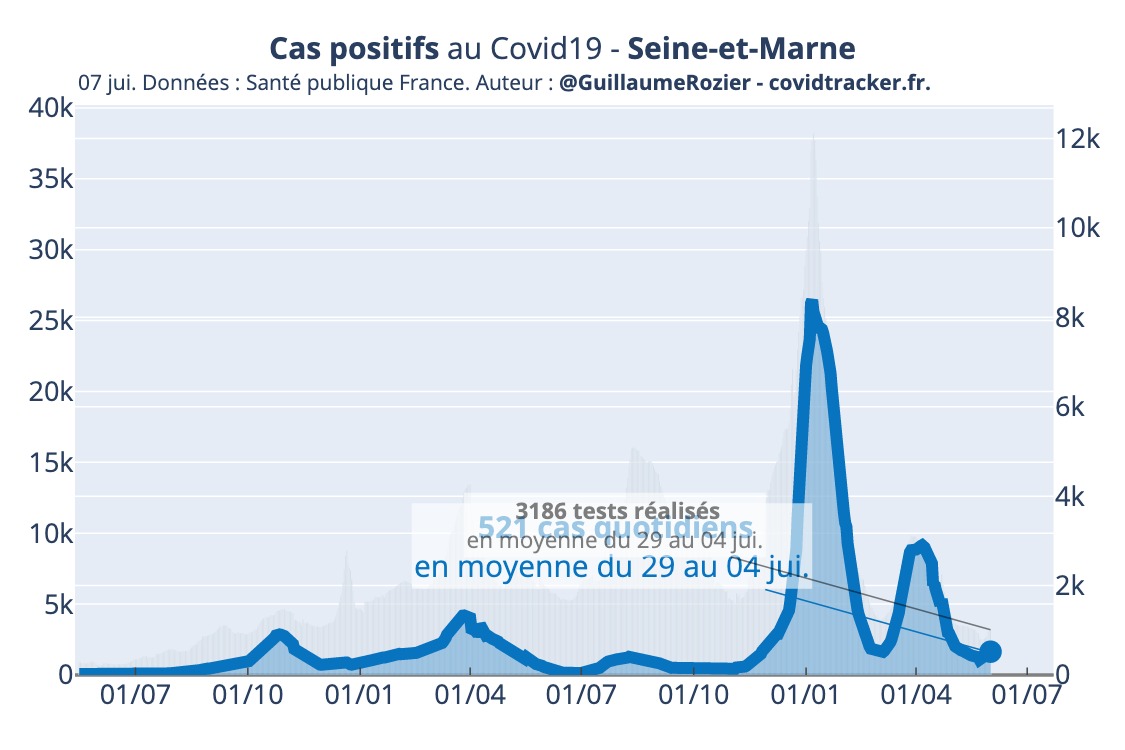 Cas positifs au Covid19 - Seine-et-Marne
07 jui. Données : Santé publique France. Auteur : @GuillaumeRozier - covidtracker.fr.
40k
35k
30k
25k
20k
15k
10k
5k
0
12k
10k
8k
6k
4k
2k
0
3186 tests réalisés
521 cas quotidiens
en moyenne du 29 au 04 jui.
en moyenne du 29 au 04 jui.
01/07 01/10 01/01 01/04 01/07 01/10 01/01 01/04 01/07